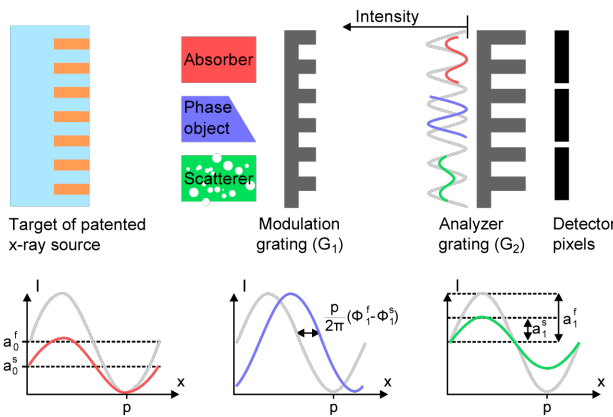 Intensity
Absorber
Phase
object
Scatterer
Target of patented
x-ray source
Modulation
grating (G₁)
Analyzer
grating (G₂)
Detector
pixels
I
a₀ᶠ
a₀ˢ
x
p
I
p/2π (Φ₁ᶠ-Φ₁ˢ)
x
p
I
a₁ˢ
a₁ᶠ
x
p